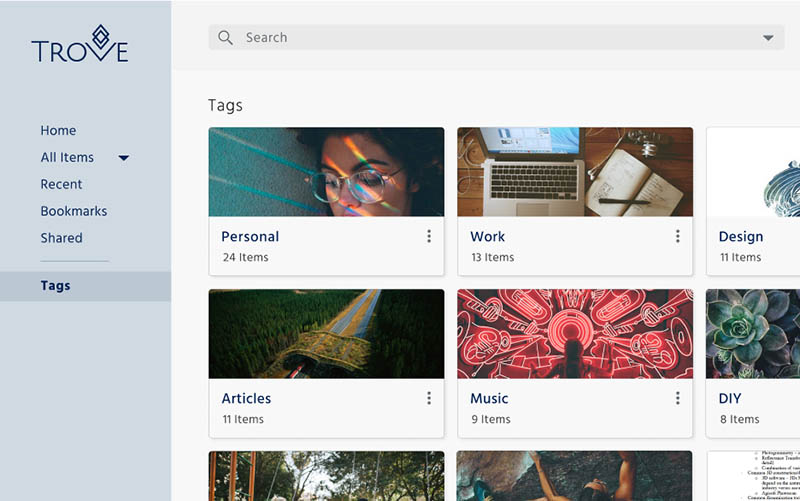 TROVE
Search
Home
All Items
Recent
Bookmarks
Shared
Tags
Tags
Personal
24 Items
Work
13 Items
Design
11 Items
Articles
11 Items
Music
9 Items
DIY
8 Items